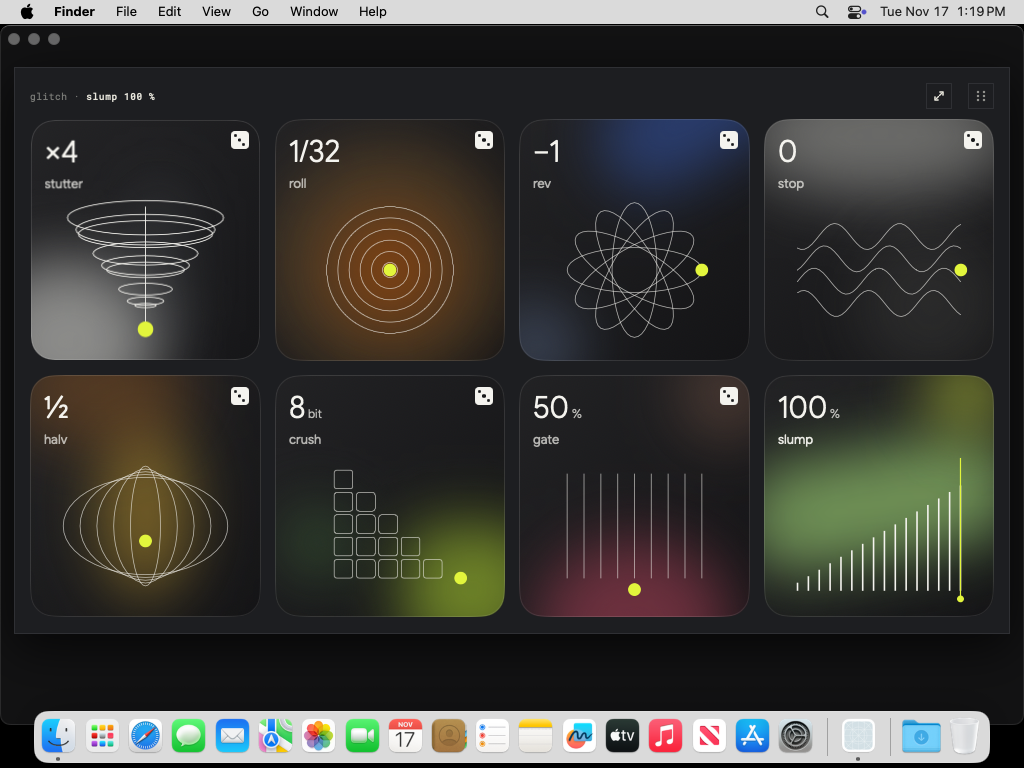 Finder File Edit View Go Window Help Tue Nov 17 1:19 PM
glitch · slump 100 %
×4
stutter
1/32
roll
−1
rev
0
stop
½
halv
8 bit
crush
50 %
gate
100 %
slump
NOV
17
tv